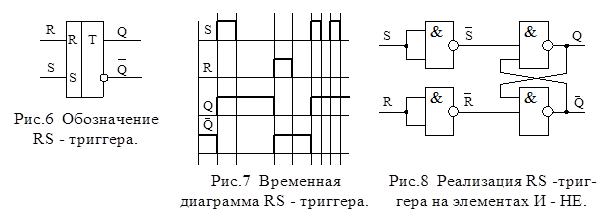 R R T Q
S S Q̅
Рис.6 Обозначение
RS - триггера.
S
R
Q
Q̅
Рис.7 Временная
диаграмма RS - триггера.
S & S̅ & Q
R & R̅ & Q̅
Рис.8 Реализация RS -триг-
гера на элементах И - НЕ.